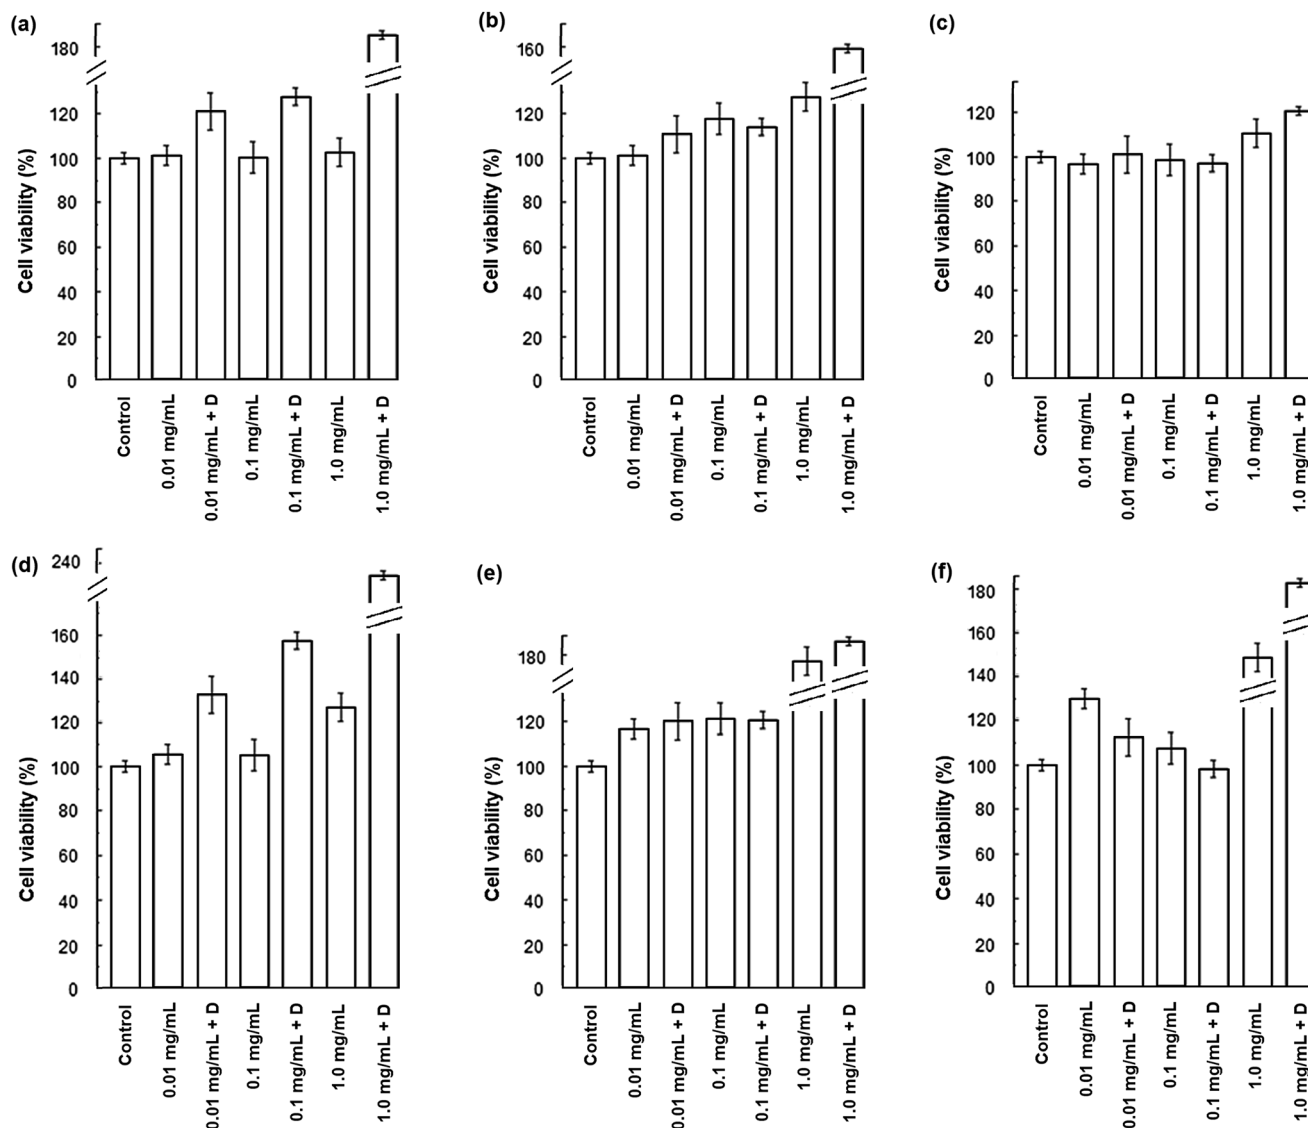 (a)
180
120
100
80
60
40
20
0
Cell viability (%)
Control
0.01 mg/mL
0.01 mg/mL + D
0.1 mg/mL
0.1 mg/mL + D
1.0 mg/mL
1.0 mg/mL + D
(b)
160
120
100
80
60
40
20
0
Cell viability (%)
Control
0.01 mg/mL
0.01 mg/mL + D
0.1 mg/mL
0.1 mg/mL + D
1.0 mg/mL
1.0 mg/mL + D
(c)
120
100
80
60
40
20
0
Cell viability (%)
Control
0.01 mg/mL
0.01 mg/mL + D
0.1 mg/mL
0.1 mg/mL + D
1.0 mg/mL
1.0 mg/mL + D
(d)
240
160
140
120
100
80
60
40
20
0
Cell viability (%)
Control
0.01 mg/mL
0.01 mg/mL + D
0.1 mg/mL
0.1 mg/mL + D
1.0 mg/mL
1.0 mg/mL + D
(e)
180
120
100
80
60
40
20
0
Cell viability (%)
Control
0.01 mg/mL
0.01 mg/mL + D
0.1 mg/mL
0.1 mg/mL + D
1.0 mg/mL
1.0 mg/mL + D
(f)
180
160
140
120
100
80
60
40
20
0
Cell viability (%)
Control
0.01 mg/mL
0.01 mg/mL + D
0.1 mg/mL
0.1 mg/mL + D
1.0 mg/mL
1.0 mg/mL + D